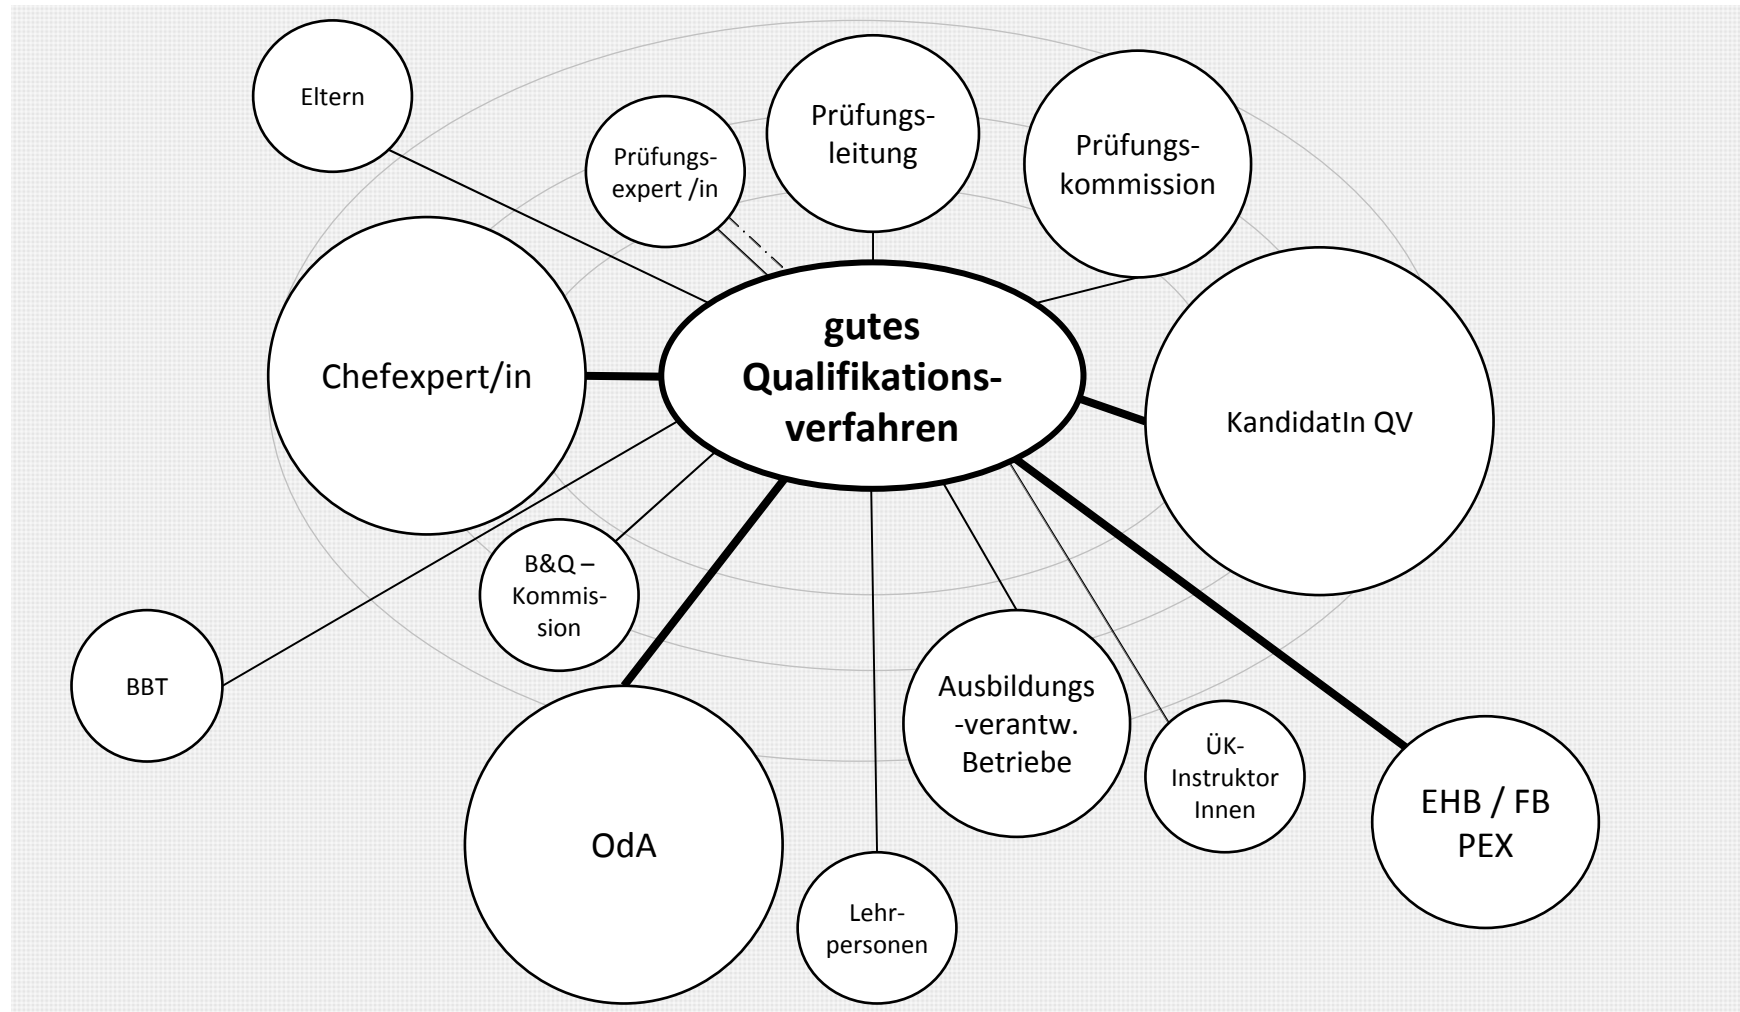 Eltern
Prüfungs-
expert /in
Prüfungs-
leitung
Prüfungs-
kommission
gutes
Qualifikations-
verfahren
Chefexpert/in
KandidatIn QV
B&Q –
Kommis-
sion
BBT
OdA
Lehr-
personen
Ausbildungs
-verantw.
Betriebe
ÜK-
Instruktor
Innen
EHB / FB
PEX